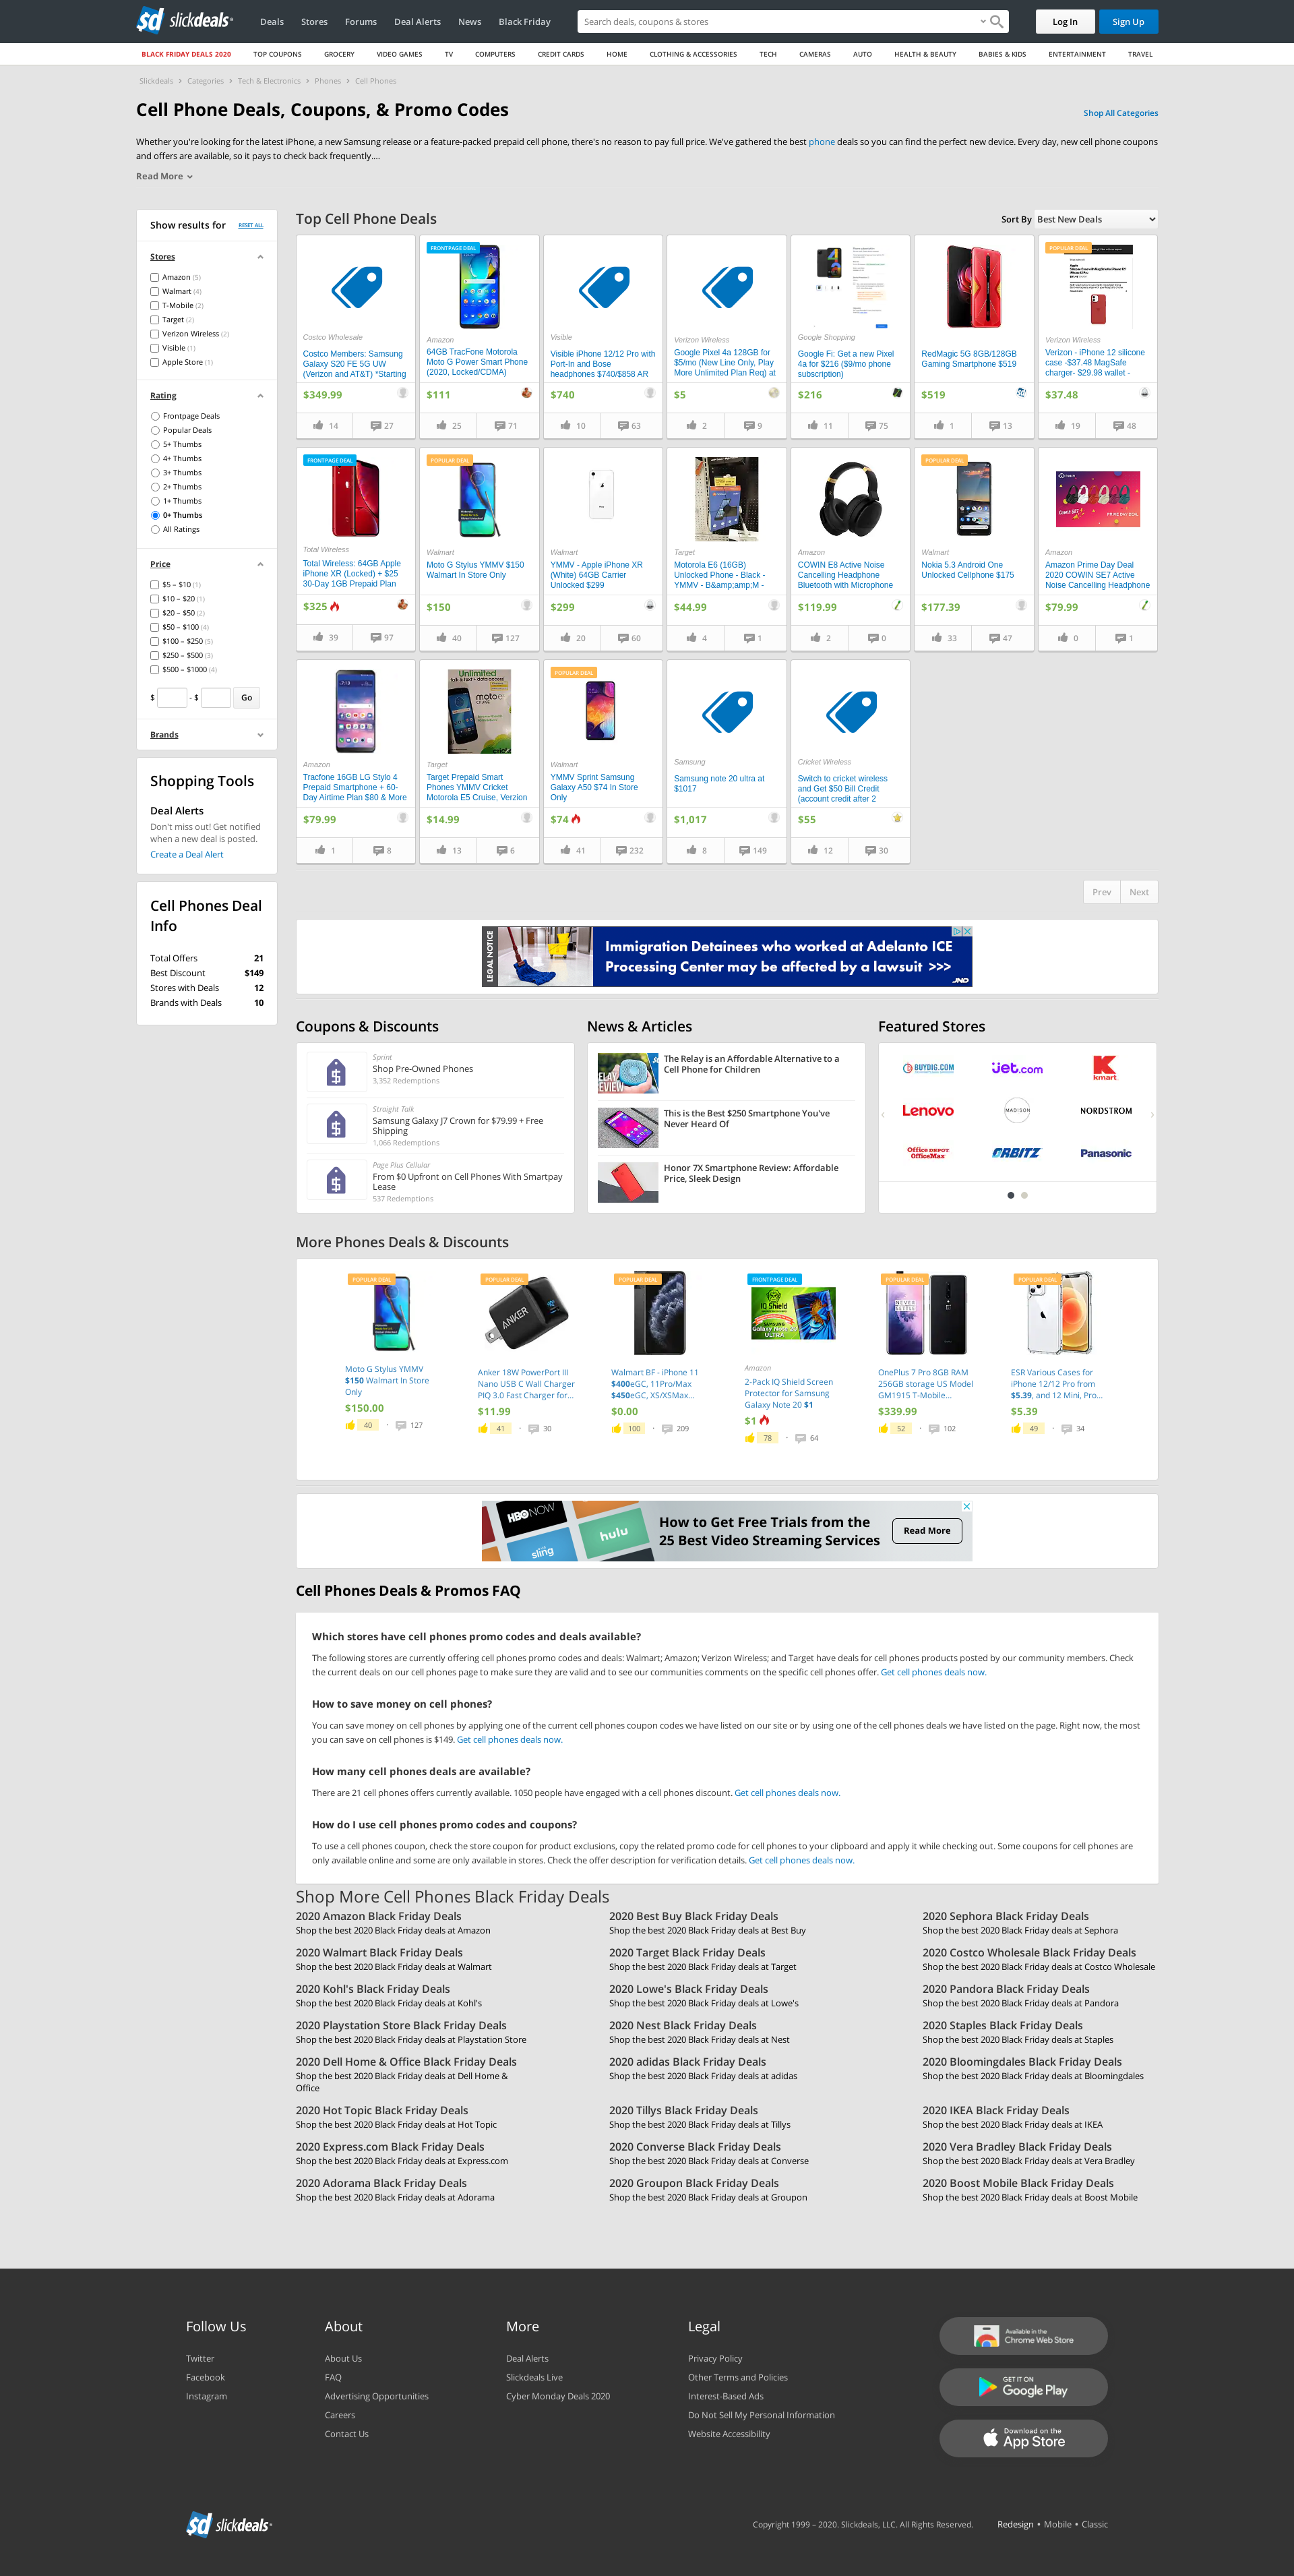 sd slickdeals
Deals
Stores
Forums
Deal Alerts
News
Black Friday
Search deals, coupons & stores
Log In
Sign Up
BLACK FRIDAY DEALS 2020
TOP COUPONS
GROCERY
VIDEO GAMES
TV
COMPUTERS
CREDIT CARDS
HOME
CLOTHING & ACCESSORIES
TECH
CAMERAS
AUTO
HEALTH & BEAUTY
BABIES & KIDS
ENTERTAINMENT
TRAVEL
Slickdeals > Categories > Tech & Electronics > Phones > Cell Phones
Cell Phone Deals, Coupons, & Promo Codes
Shop All Categories
Whether you're looking for the latest iPhone, a new Samsung release or a feature-packed prepaid cell phone, there's no reason to pay full price. We've gathered the best phone deals so you can find the perfect new device. Every day, new cell phone coupons
and offers are available, so it pays to check back frequently....
Read More
Show results for
RESET ALL
Stores
Amazon (5)
Walmart (4)
T-Mobile (2)
Target (2)
Verizon Wireless (2)
Visible (1)
Apple Store (1)
Rating
Frontpage Deals
Popular Deals
5+ Thumbs
4+ Thumbs
3+ Thumbs
2+ Thumbs
1+ Thumbs
0+ Thumbs
All Ratings
Price
$5 – $10 (1)
$10 – $20 (1)
$20 – $50 (2)
$50 – $100 (4)
$100 – $250 (5)
$250 – $500 (3)
$500 – $1000 (4)
$ - $ Go
Brands
Shopping Tools
Deal Alerts
Don't miss out! Get notified
when a new deal is posted.
Create a Deal Alert
Cell Phones Deal
Info
Total Offers 21
Best Discount $149
Stores with Deals 12
Brands with Deals 10
Top Cell Phone Deals
Sort By Best New Deals
Costco Wholesale
Costco Members: Samsung
Galaxy S20 FE 5G UW
(Verizon and AT&T) *Starting
$349.99
14 27
FRONTPAGE DEAL
Amazon
64GB TracFone Motorola
Moto G Power Smart Phone
(2020, Locked/CDMA)
$111
25 71
Visible
Visible iPhone 12/12 Pro with
Port-In and Bose
headphones $740/$858 AR
$740
10 63
Verizon Wireless
Google Pixel 4a 128GB for
$5/mo (New Line Only, Play
More Unlimited Plan Req) at
$5
2 9
Google Shopping
Google Fi: Get a new Pixel
4a for $216 ($9/mo phone
subscription)
$216
11 75
RedMagic 5G 8GB/128GB
Gaming Smartphone $519
$519
1 13
POPULAR DEAL
Verizon Wireless
Verizon - iPhone 12 silicone
case -$37.48 MagSafe
charger- $29.98 wallet -
$37.48
19 48
FRONTPAGE DEAL
Total Wireless
Total Wireless: 64GB Apple
iPhone XR (Locked) + $25
30-Day 1GB Prepaid Plan
$325
39 97
POPULAR DEAL
Walmart
Moto G Stylus YMMV $150
Walmart In Store Only
$150
40 127
Walmart
YMMV - Apple iPhone XR
(White) 64GB Carrier
Unlocked $299
$299
20 60
Target
Motorola E6 (16GB)
Unlocked Phone - Black -
YMMV - B&amp;amp;M -
$44.99
4 1
Amazon
COWIN E8 Active Noise
Cancelling Headphone
Bluetooth with Microphone
$119.99
2 0
POPULAR DEAL
Walmart
Nokia 5.3 Android One
Unlocked Cellphone $175
$177.39
33 47
Amazon
Amazon Prime Day Deal
2020 COWIN SE7 Active
Noise Cancelling Headphone
$79.99
0 1
Amazon
Tracfone 16GB LG Stylo 4
Prepaid Smartphone + 60-
Day Airtime Plan $80 & More
$79.99
1 8
Unlimited
moto e
Target
Target Prepaid Smart
Phones YMMV Cricket
Motorola E5 Cruise, Verzion
$14.99
13 6
POPULAR DEAL
Walmart
YMMV Sprint Samsung
Galaxy A50 $74 In Store
Only
$74
41 232
Samsung
Samsung note 20 ultra at
$1017
$1,017
8 149
Cricket Wireless
Switch to cricket wireless
and Get $50 Bill Credit
(account credit after 2
$55
12 30
Prev Next
LEGAL NOTICE
Immigration Detainees who worked at Adelanto ICE
Processing Center may be affected by a lawsuit >>>
JND
Coupons & Discounts
Sprint
Shop Pre-Owned Phones
3,352 Redemptions
Straight Talk
Samsung Galaxy J7 Crown for $79.99 + Free
Shipping
1,066 Redemptions
Page Plus Cellular
From $0 Upfront on Cell Phones With Smartpay
Lease
537 Redemptions
News & Articles
The Relay is an Affordable Alternative to a
Cell Phone for Children
This is the Best $250 Smartphone You've
Never Heard Of
Honor 7X Smartphone Review: Affordable
Price, Sleek Design
Featured Stores
BUYDIG.COM
jet.com
kmart
Lenovo
MADISON
NORDSTROM
Office DEPOT
OfficeMax
ORBITZ
Panasonic
More Phones Deals & Discounts
POPULAR DEAL
Moto G Stylus YMMV
$150 Walmart In Store
Only
$150.00
40 · 127
POPULAR DEAL
ANKER
Anker 18W PowerPort III
Nano USB C Wall Charger
PIQ 3.0 Fast Charger for...
$11.99
41 · 30
POPULAR DEAL
Walmart BF - iPhone 11
$400eGC, 11Pro/Max
$450eGC, XS/XSMax...
$0.00
100 · 209
FRONTPAGE DEAL
IQ Shield
Galaxy Note 20
ULTRA
Amazon
2-Pack IQ Shield Screen
Protector for Samsung
Galaxy Note 20 $1
$1
78 · 64
POPULAR DEAL
OnePlus 7 Pro 8GB RAM
256GB storage US Model
GM1915 T-Mobile...
$339.99
52 · 102
POPULAR DEAL
ESR Various Cases for
iPhone 12/12 Pro from
$5.39, and 12 Mini, Pro...
$5.39
49 · 34
HBO NOW
hulu
sling
How to Get Free Trials from the
25 Best Video Streaming Services
Read More
Cell Phones Deals & Promos FAQ
Which stores have cell phones promo codes and deals available?
The following stores are currently offering cell phones promo codes and deals: Walmart; Amazon; Verizon Wireless; and Target have deals for cell phones products posted by our community members. Check
the current deals on our cell phones page to make sure they are valid and to see our communities comments on the specific cell phones offer. Get cell phones deals now.
How to save money on cell phones?
You can save money on cell phones by applying one of the current cell phones coupon codes we have listed on our site or by using one of the cell phones deals we have listed on the page. Right now, the most
you can save on cell phones is $149. Get cell phones deals now.
How many cell phones deals are available?
There are 21 cell phones offers currently available. 1050 people have engaged with a cell phones discount. Get cell phones deals now.
How do I use cell phones promo codes and coupons?
To use a cell phones coupon, check the store coupon for product exclusions, copy the related promo code for cell phones to your clipboard and apply it while checking out. Some coupons for cell phones are
only available online and some are only available in stores. Check the offer description for verification details. Get cell phones deals now.
Shop More Cell Phones Black Friday Deals
2020 Amazon Black Friday Deals
Shop the best 2020 Black Friday deals at Amazon
2020 Best Buy Black Friday Deals
Shop the best 2020 Black Friday deals at Best Buy
2020 Sephora Black Friday Deals
Shop the best 2020 Black Friday deals at Sephora
2020 Walmart Black Friday Deals
Shop the best 2020 Black Friday deals at Walmart
2020 Target Black Friday Deals
Shop the best 2020 Black Friday deals at Target
2020 Costco Wholesale Black Friday Deals
Shop the best 2020 Black Friday deals at Costco Wholesale
2020 Kohl's Black Friday Deals
Shop the best 2020 Black Friday deals at Kohl's
2020 Lowe's Black Friday Deals
Shop the best 2020 Black Friday deals at Lowe's
2020 Pandora Black Friday Deals
Shop the best 2020 Black Friday deals at Pandora
2020 Playstation Store Black Friday Deals
Shop the best 2020 Black Friday deals at Playstation Store
2020 Nest Black Friday Deals
Shop the best 2020 Black Friday deals at Nest
2020 Staples Black Friday Deals
Shop the best 2020 Black Friday deals at Staples
2020 Dell Home & Office Black Friday Deals
Shop the best 2020 Black Friday deals at Dell Home &
Office
2020 adidas Black Friday Deals
Shop the best 2020 Black Friday deals at adidas
2020 Bloomingdales Black Friday Deals
Shop the best 2020 Black Friday deals at Bloomingdales
2020 Hot Topic Black Friday Deals
Shop the best 2020 Black Friday deals at Hot Topic
2020 Tillys Black Friday Deals
Shop the best 2020 Black Friday deals at Tillys
2020 IKEA Black Friday Deals
Shop the best 2020 Black Friday deals at IKEA
2020 Express.com Black Friday Deals
Shop the best 2020 Black Friday deals at Express.com
2020 Converse Black Friday Deals
Shop the best 2020 Black Friday deals at Converse
2020 Vera Bradley Black Friday Deals
Shop the best 2020 Black Friday deals at Vera Bradley
2020 Adorama Black Friday Deals
Shop the best 2020 Black Friday deals at Adorama
2020 Groupon Black Friday Deals
Shop the best 2020 Black Friday deals at Groupon
2020 Boost Mobile Black Friday Deals
Shop the best 2020 Black Friday deals at Boost Mobile
Follow Us
Twitter
Facebook
Instagram
About
About Us
FAQ
Advertising Opportunities
Careers
Contact Us
More
Deal Alerts
Slickdeals Live
Cyber Monday Deals 2020
Legal
Privacy Policy
Other Terms and Policies
Interest-Based Ads
Do Not Sell My Personal Information
Website Accessibility
Available in the
Chrome Web Store
GET IT ON
Google Play
Download on the
App Store
sd slickdeals
Copyright 1999 – 2020. Slickdeals, LLC. All Rights Reserved.
Redesign • Mobile • Classic